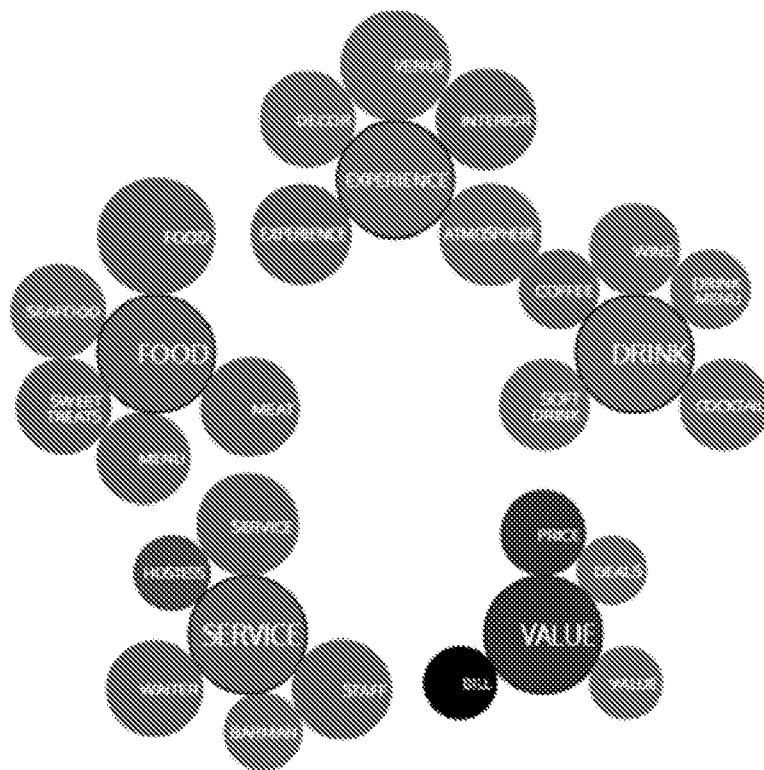 VENUE
DECOR
INTERIOR
EXPERIENCE
EXPERIENCE
ATMOSPHERE
FOOD
SEAFOOD
FOOD
SWEET
TREATS
MEAT
MENU
WINE
COFFEE
DRINK
MENU
DRINK
SOFT
DRINK
COCKTAIL
SERVICE
HOSTESS
SERVICE
WAITER
STAFF
BARMAN
PRICE
DEALS
VALUE
BILL
VALUE